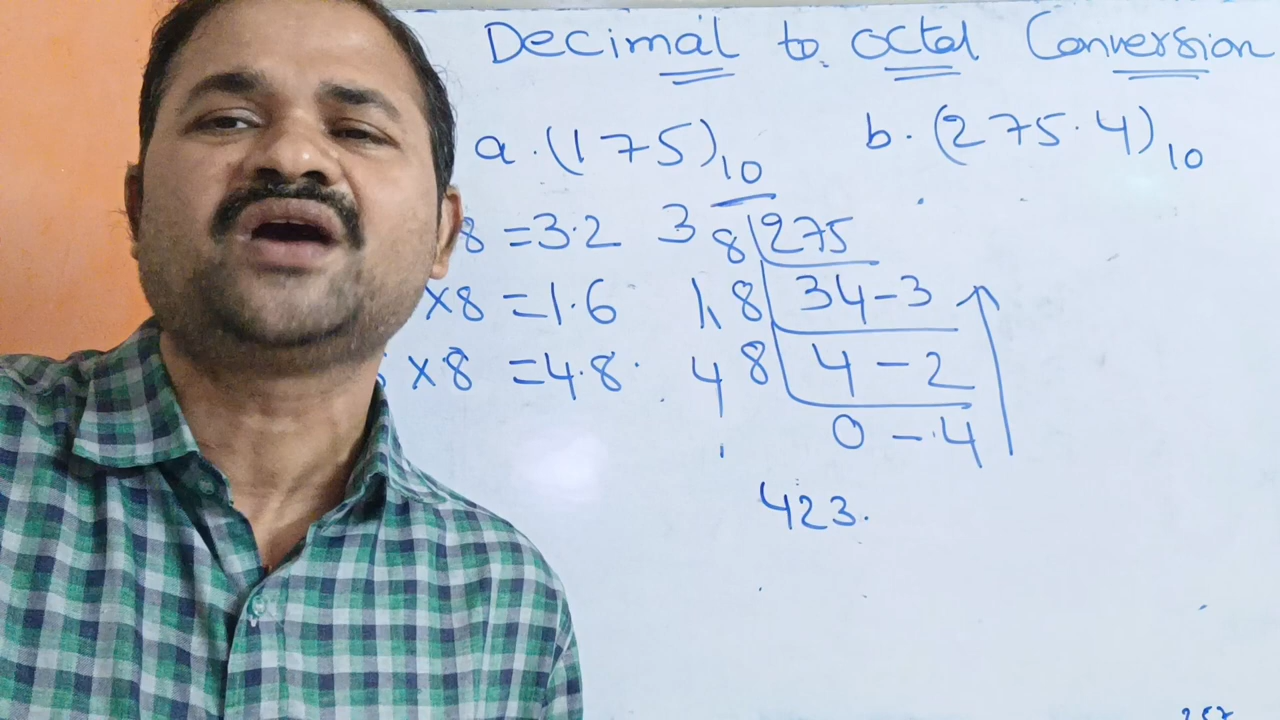 Decimal to octal Conversion
a. (175)10 b. (275.4)10
8 = 3.2 3 8 275
×8 = 1.6 1 8 34 - 3
×8 = 4.8 4 8 4 - 2
0 - 4
423.